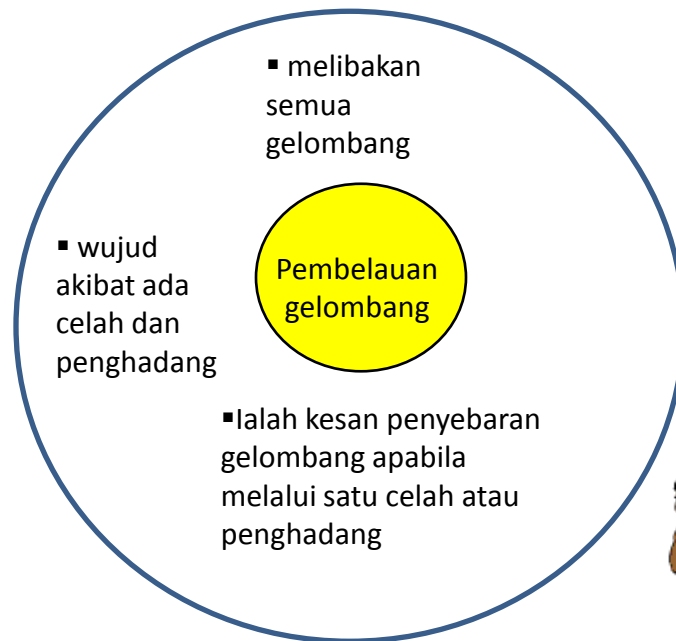 ▪ melibakan
semua
gelombang
▪ wujud
akibat ada
celah dan
penghadang
Pembelauan
gelombang
▪Ialah kesan penyebaran
gelombang apabila
melalui satu celah atau
penghadang